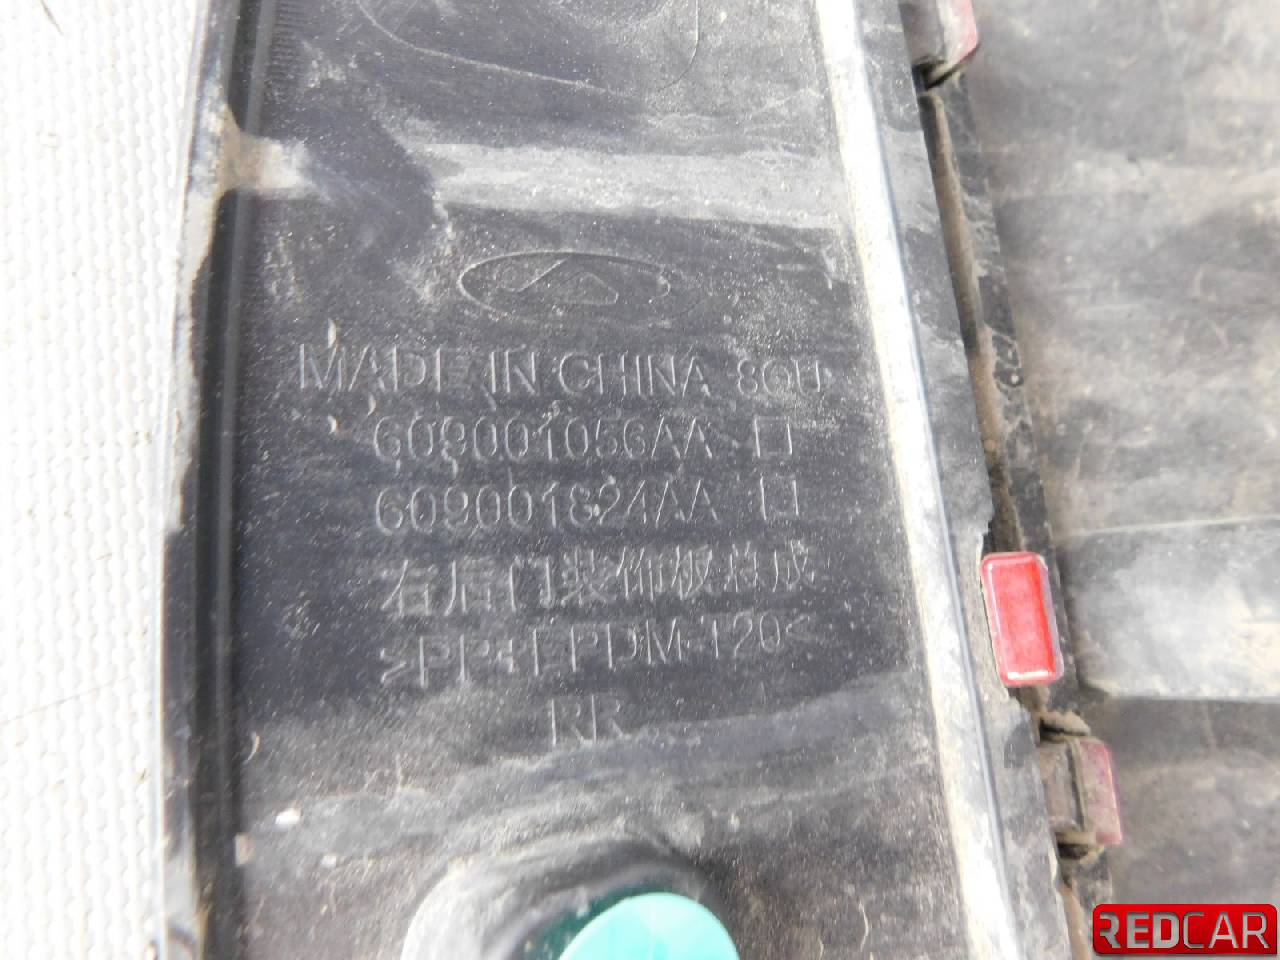 MADE IN CHINA 8QU
609001056AA □
609001824AA □
右后门装饰板总成
>PP+EPDM-T20<
RR
REDCAR